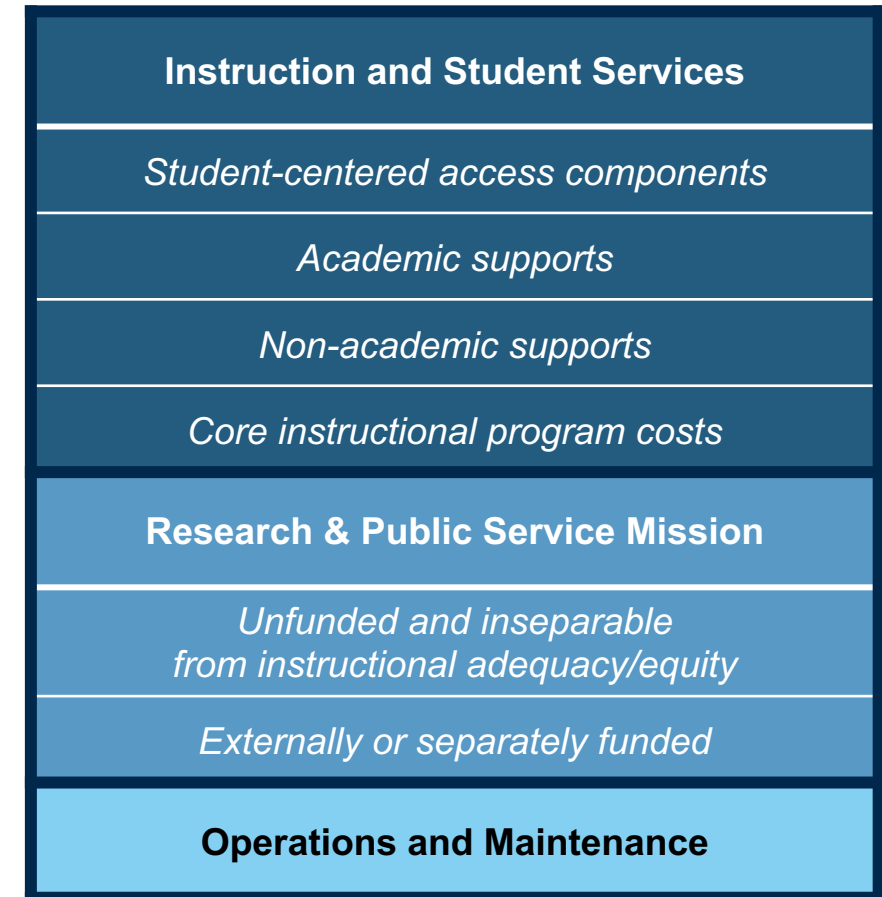 Instruction and Student Services
Student-centered access components
Academic supports
Non-academic supports
Core instructional program costs
Research & Public Service Mission
Unfunded and inseparable
from instructional adequacy/equity
Externally or separately funded
Operations and Maintenance